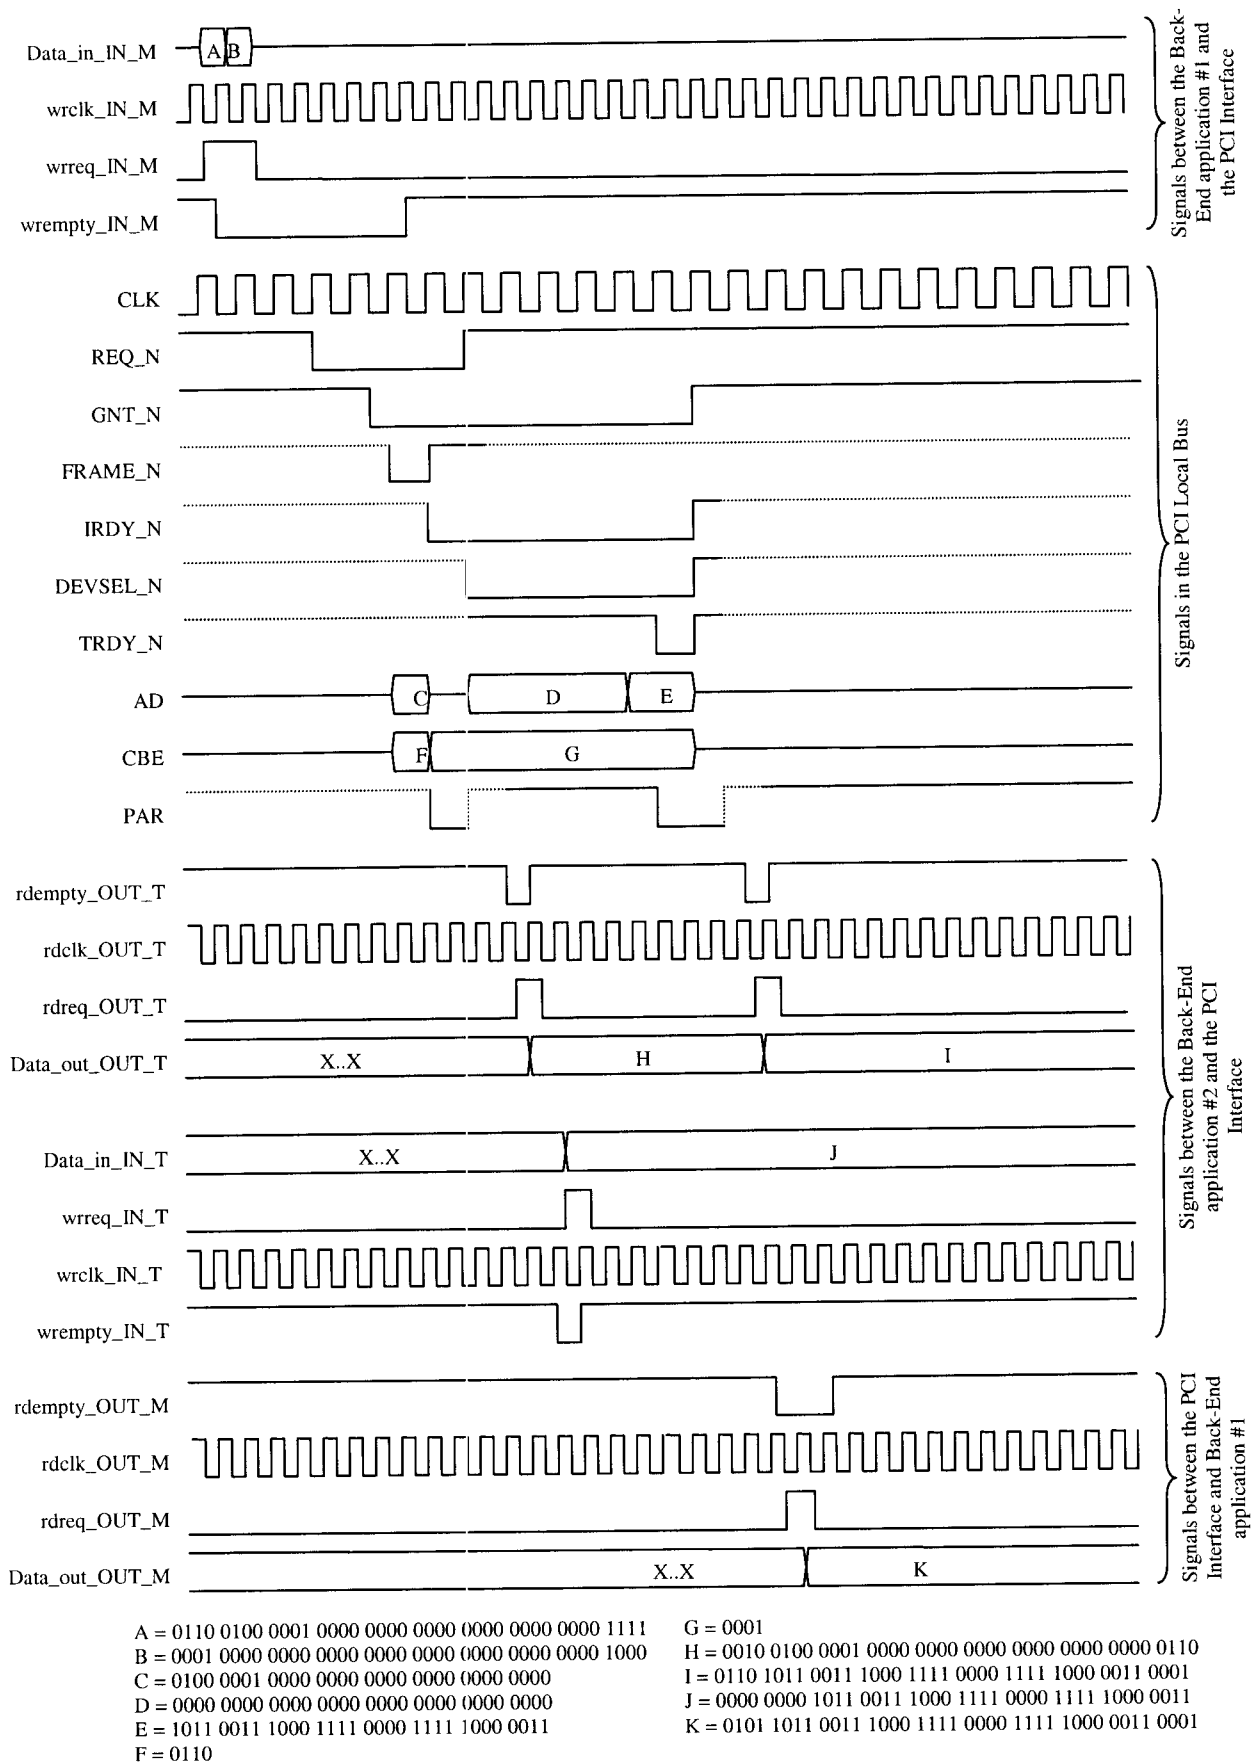 Data_in_IN_M
A B
wrclk_IN_M
wrreq_IN_M
wrempty_IN_M
Signals between the Back-
End application #1 and
the PCI Interface
CLK
REQ_N
GNT_N
FRAME_N
IRDY_N
DEVSEL_N
TRDY_N
AD
C D E
CBE
F G
PAR
Signals in the PCI Local Bus
rdempty_OUT_T
rdclk_OUT_T
rdreq_OUT_T
Data_out_OUT_T
X..X H I
Data_in_IN_T
X..X J
wrreq_IN_T
wrclk_IN_T
wrempty_IN_T
Signals between the Back-End
application #2 and the PCI
Interface
rdempty_OUT_M
rdclk_OUT_M
rdreq_OUT_M
Data_out_OUT_M
X..X K
Signals between the PCI
Interface and Back-End
application #1
A = 0110 0100 0001 0000 0000 0000 0000 0000 0000 1111
B = 0001 0000 0000 0000 0000 0000 0000 0000 0000 1000
C = 0100 0001 0000 0000 0000 0000 0000 0000
D = 0000 0000 0000 0000 0000 0000 0000 0000
E = 1011 0011 1000 1111 0000 1111 1000 0011
F = 0110
G = 0001
H = 0010 0100 0001 0000 0000 0000 0000 0000 0000 0110
I = 0110 1011 0011 1000 1111 0000 1111 1000 0011 0001
J = 0000 0000 1011 0011 1000 1111 0000 1111 1000 0011
K = 0101 1011 0011 1000 1111 0000 1111 1000 0011 0001